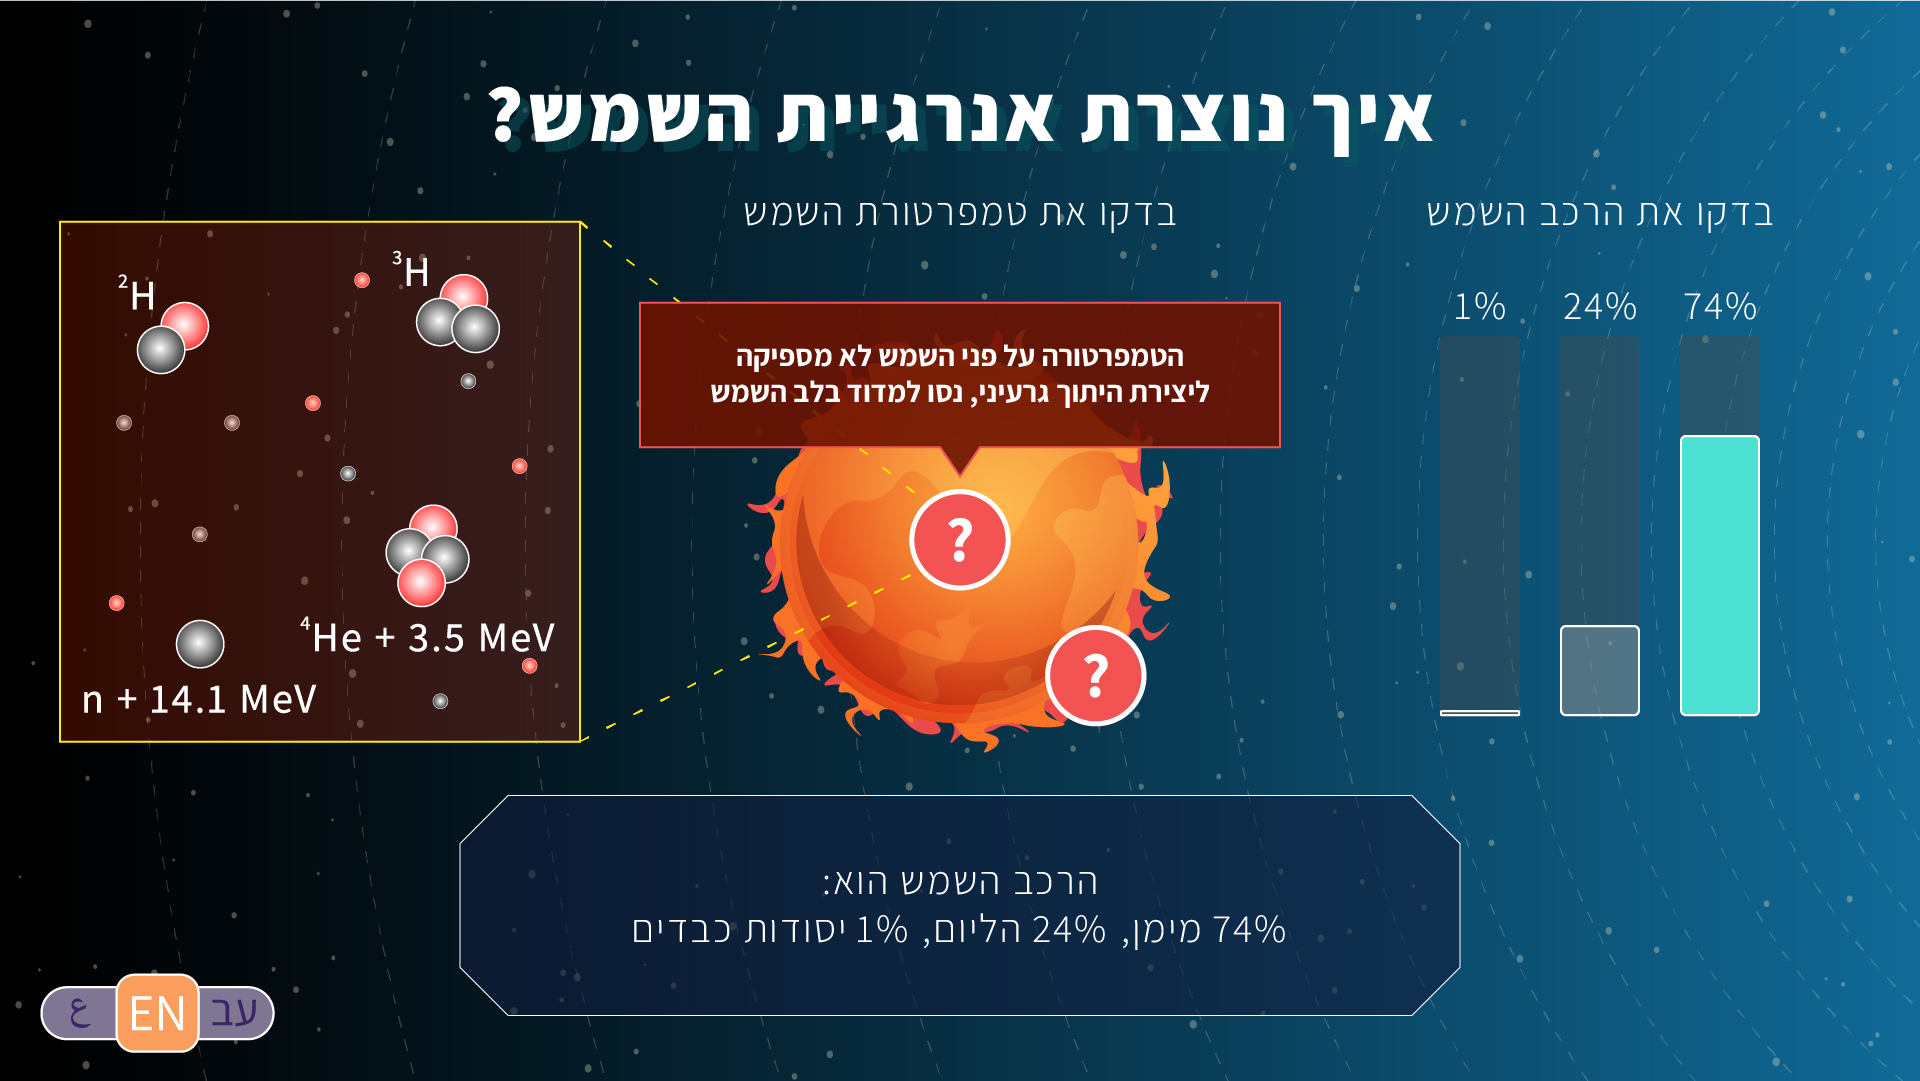 איך נוצרת אנרגיית השמש?
בדקו את הרכב השמש
74%
24%
1%
בדקו את טמפרטורת השמש
הטמפרטורה על פני השמש לא מספיקה
ליצירת היתוך גרעיני, נסו למדוד בלב השמש
?
?
³H
²H
⁴He + 3.5 MeV
n + 14.1 MeV
הרכב השמש הוא:
74% מימן, 24% הליום, 1% יסודות כבדים
עב
EN
ع